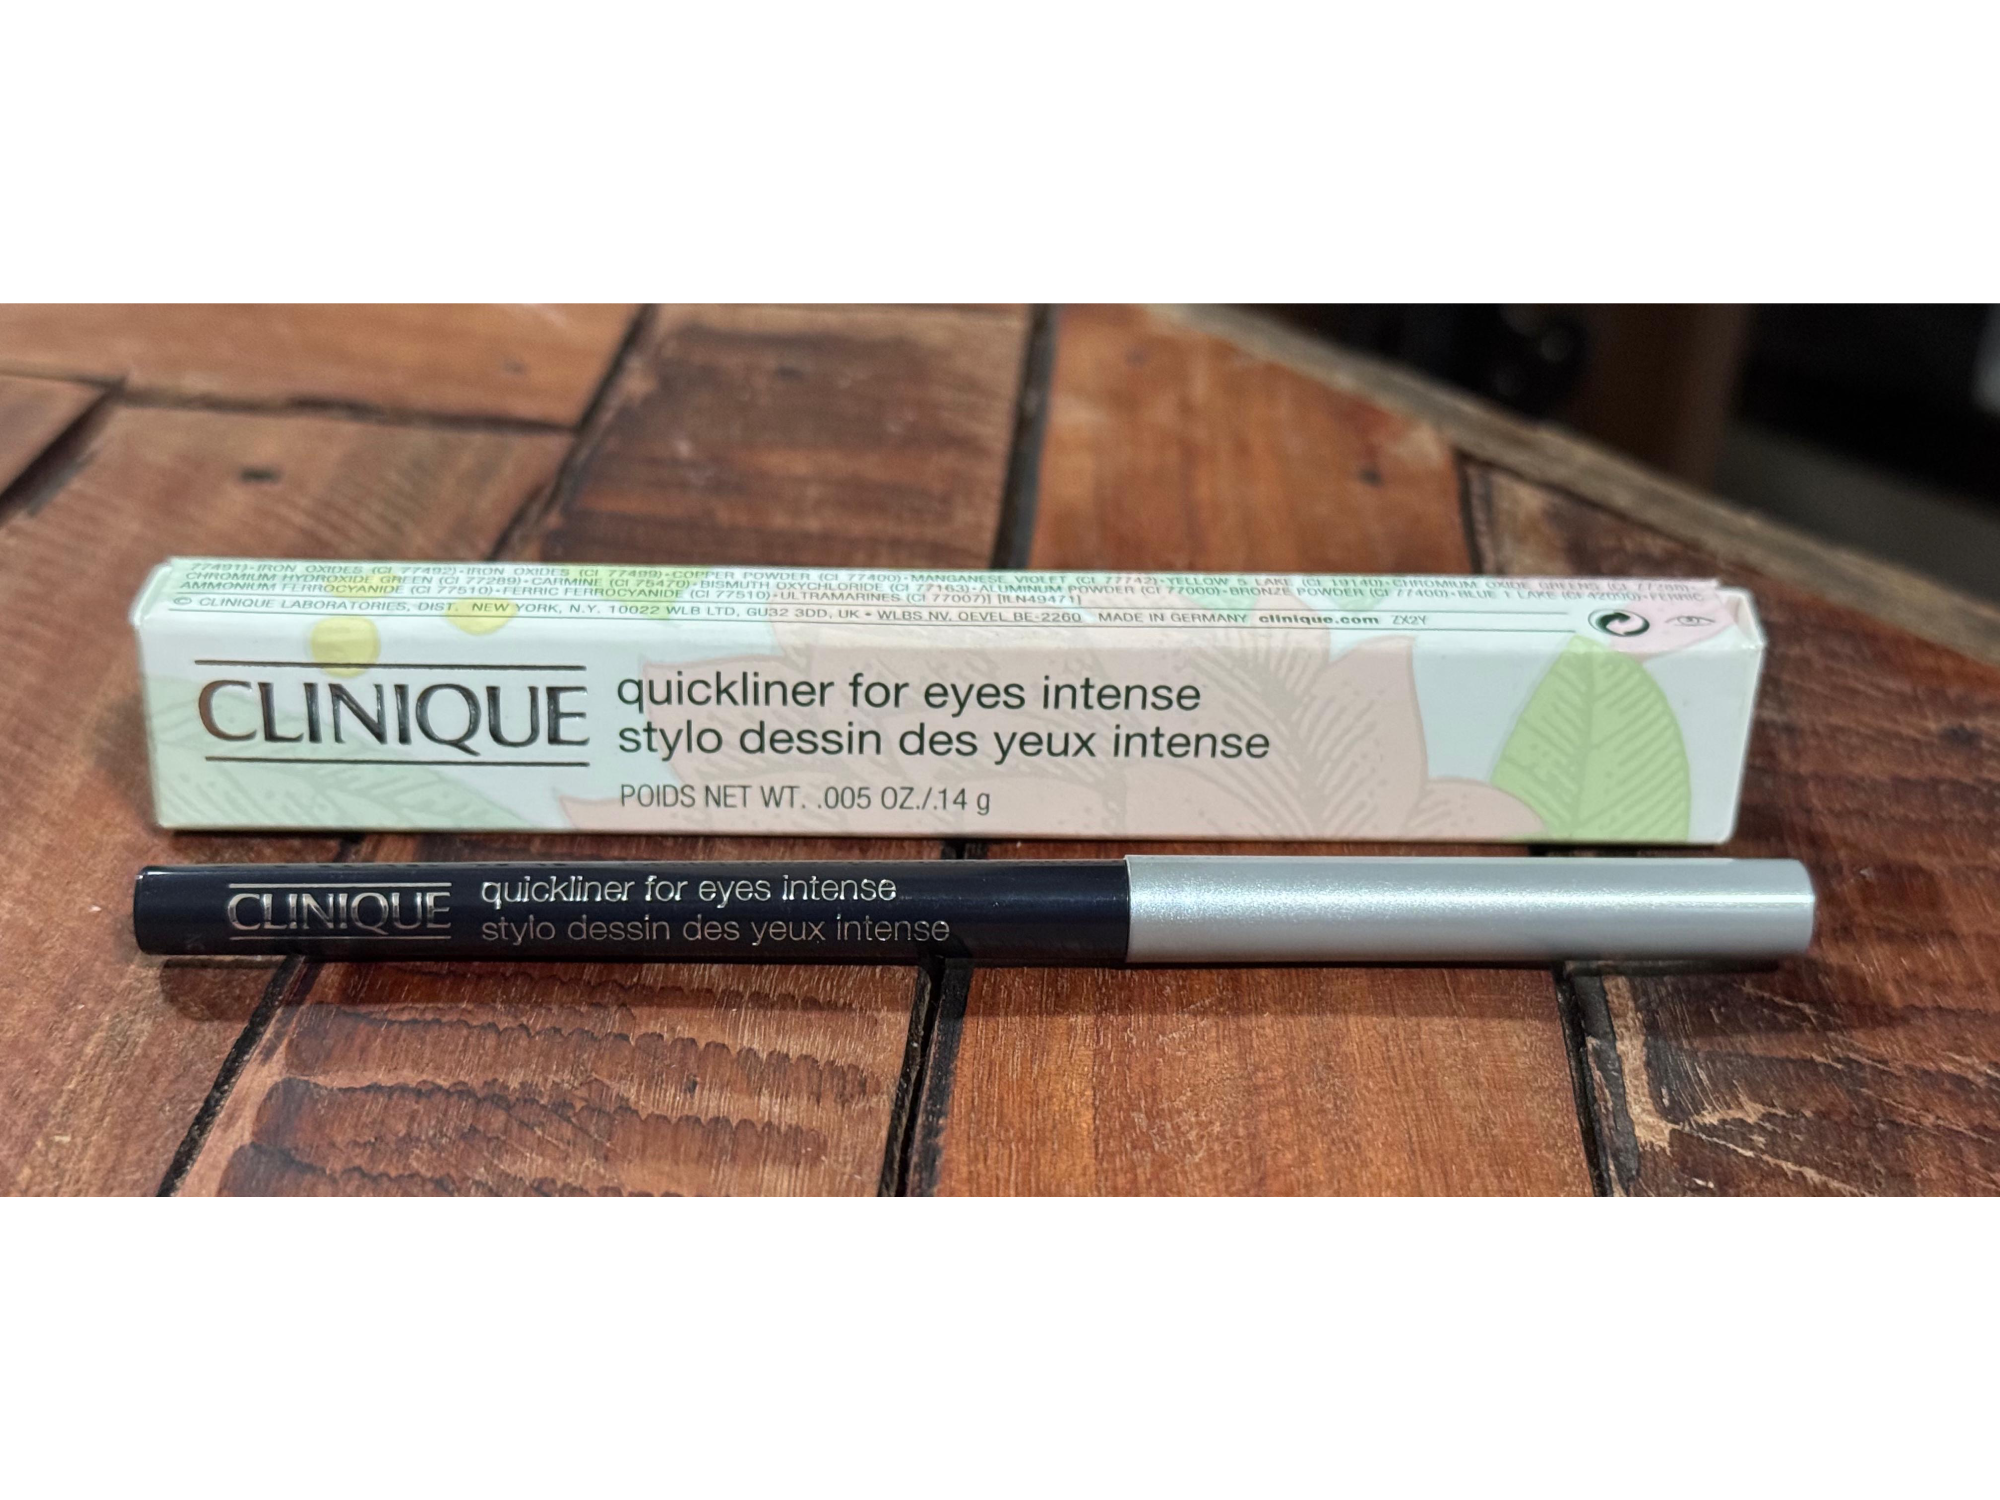 77491)•IRON OXIDES (CI 77492)•IRON OXIDES (CI 77499)•COPPER POWDER (CI 77400)•MANGANESE VIOLET (CI 77742)•YELLOW 5 LAKE (CI 19140)•CHROMIUM OXIDE GREENS (CI 77288)•
CHROMIUM HYDROXIDE GREEN (CI 77289)•CARMINE (CI 75470)•BISMUTH OXYCHLORIDE (CI 77163)•ALUMINUM POWDER (CI 77000)•BRONZE POWDER (CI 77400)•BLUE 1 LAKE (CI 42090)•FERRIC
AMMONIUM FERROCYANIDE (CI 77510)•FERRIC FERROCYANIDE (CI 77510)•ULTRAMARINES (CI 77007)] [ILN49471]
© CLINIQUE LABORATORIES, DIST. NEW YORK, N.Y. 10022 WLB LTD, GU32 3DD, UK • WLBS NV. OEVEL BE-2260 MADE IN GERMANY clinique.com ZX2Y
CLINIQUE
quickliner for eyes intense
stylo dessin des yeux intense
POIDS NET WT. .005 OZ./.14 g
CLINIQUE
quickliner for eyes intense
stylo dessin des yeux intense